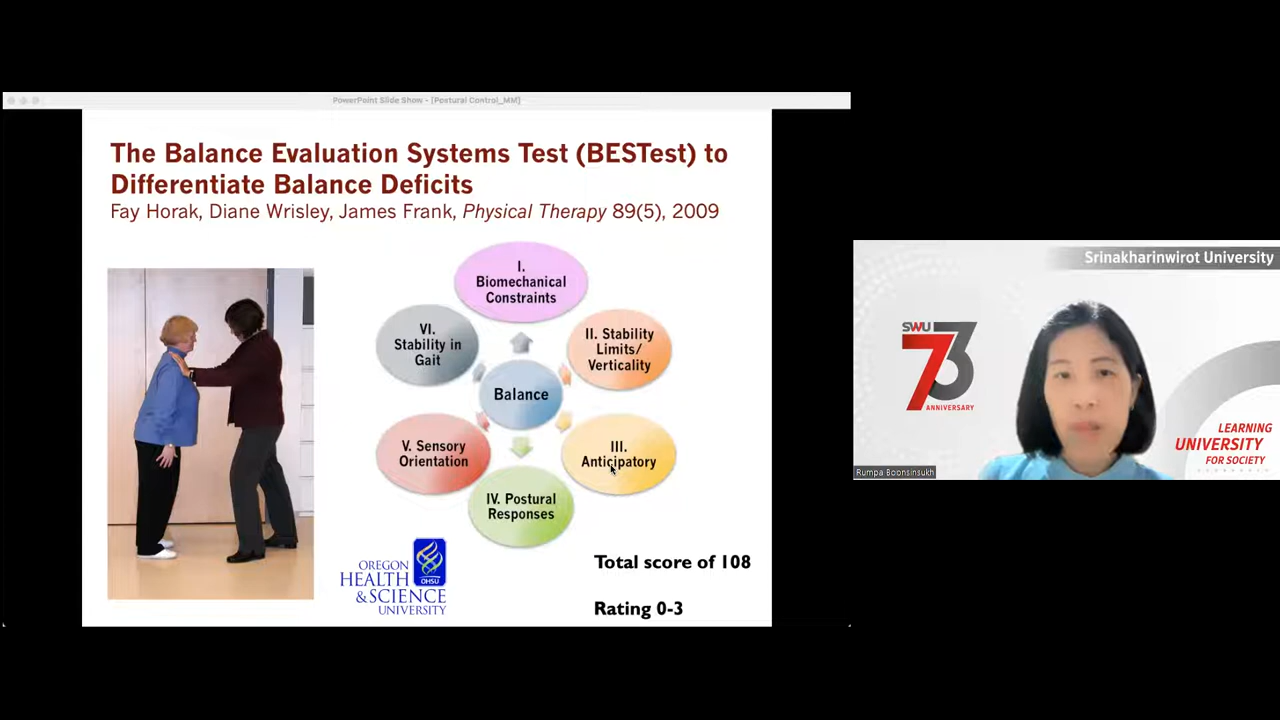 PowerPoint Slide Show - [Postural Control_MM]
The Balance Evaluation Systems Test (BESTest) to
Differentiate Balance Deficits
Fay Horak, Diane Wrisley, James Frank, Physical Therapy 89(5), 2009
I.
Biomechanical
Constraints
II. Stability
Limits/
Verticality
III.
Anticipatory
IV. Postural
Responses
V. Sensory
Orientation
VI.
Stability in
Gait
Balance
OREGON
HEALTH
& SCIENCE
UNIVERSITY
OHSU
Total score of 108
Rating 0-3
Srinakharinwirot University
SWU
73
ANNIVERSARY
LEARNING
UNIVERSITY
FOR SOCIETY
Rumpa Boonsinsukh